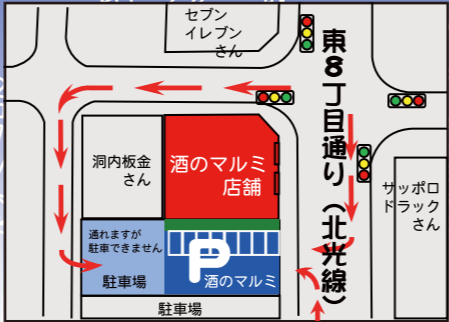 セブン
イレブン
さん
東8丁目通り（北光線）
洞内板金
さん
酒のマルミ
店舗
サッポロ
ドラック
さん
通れますが
駐車できません
駐車場
P
酒のマルミ
駐車場